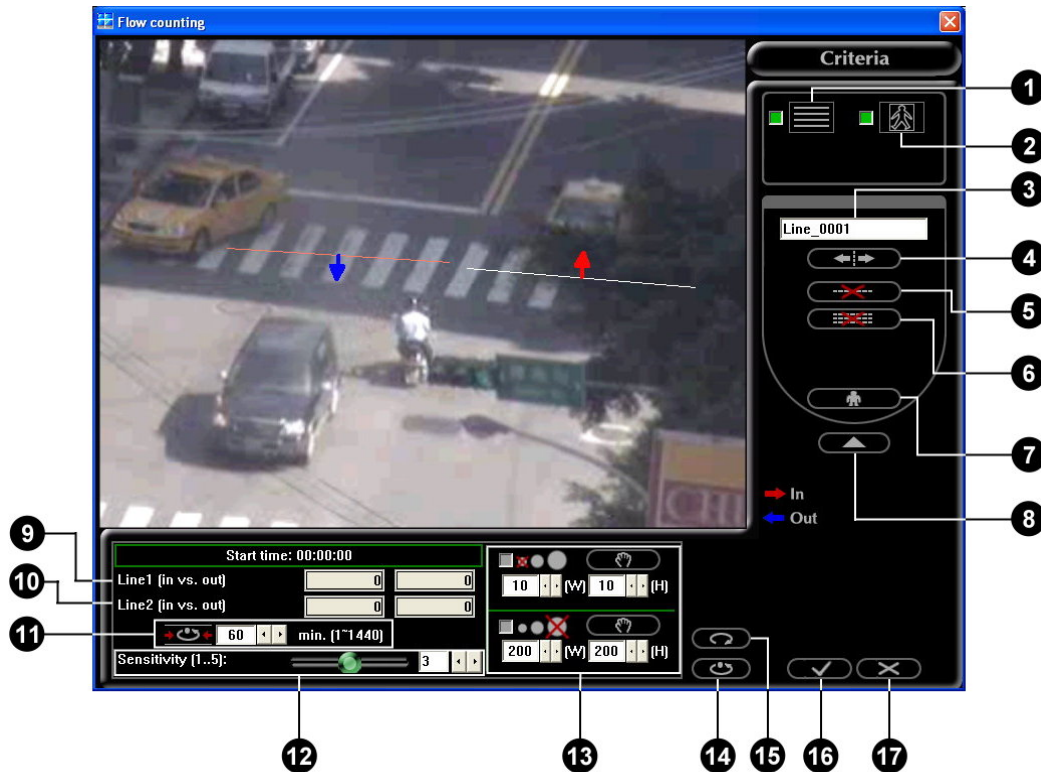 Flow counting
Criteria
1
2
3
Line_0001
4
5
6
7
8
In
Out
CHI
9
Start time: 00:00:00
10
Line1 (in vs. out) 0 0
Line2 (in vs. out) 0 0
11
60 min. (1~1440)
Sensitivity (1..5): 3
10 (W) 10 (H)
200 (W) 200 (H)
12
13
14
15
16
17